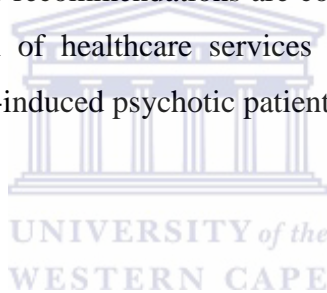 recommendations are co
of healthcare services
-induced psychotic patient
UNIVERSITY of the
WESTERN CAPE